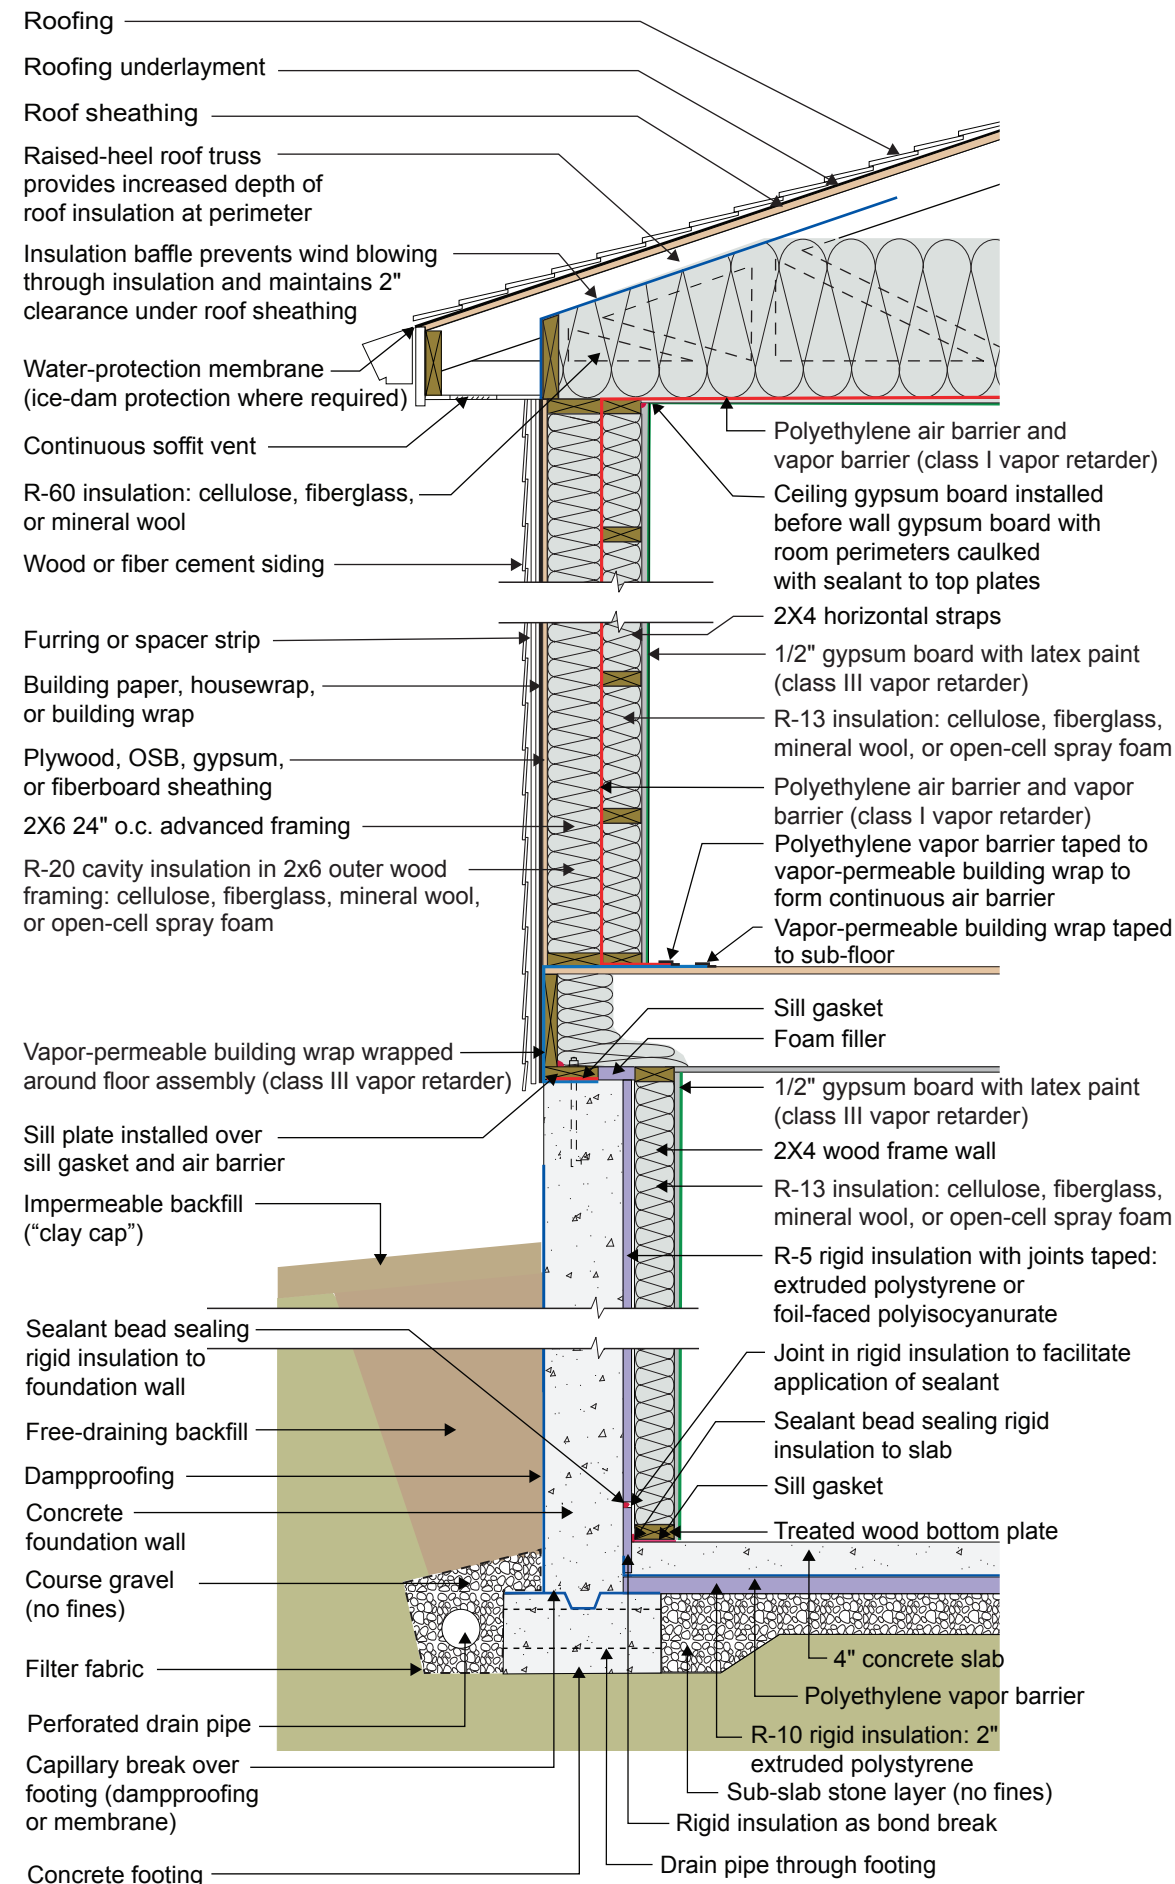 Roofing
Roofing underlayment
Roof sheathing
Raised-heel roof truss
provides increased depth of
roof insulation at perimeter
Insulation baffle prevents wind blowing
through insulation and maintains 2"
clearance under roof sheathing
Water-protection membrane
(ice-dam protection where required)
Continuous soffit vent
R-60 insulation: cellulose, fiberglass,
or mineral wool
Wood or fiber cement siding
Furring or spacer strip
Building paper, housewrap,
or building wrap
Plywood, OSB, gypsum,
or fiberboard sheathing
2X6 24" o.c. advanced framing
R-20 cavity insulation in 2x6 outer wood
framing: cellulose, fiberglass, mineral wool,
or open-cell spray foam
Vapor-permeable building wrap wrapped
around floor assembly (class III vapor retarder)
Sill plate installed over
sill gasket and air barrier
Impermeable backfill
(“clay cap”)
Sealant bead sealing
rigid insulation to
foundation wall
Free-draining backfill
Dampproofing
Concrete
foundation wall
Course gravel
(no fines)
Filter fabric
Perforated drain pipe
Capillary break over
footing (dampproofing
or membrane)
Concrete footing
Polyethylene air barrier and
vapor barrier (class I vapor retarder)
Ceiling gypsum board installed
before wall gypsum board with
room perimeters caulked
with sealant to top plates
2X4 horizontal straps
1/2" gypsum board with latex paint
(class III vapor retarder)
R-13 insulation: cellulose, fiberglass,
mineral wool, or open-cell spray foam
Polyethylene air barrier and vapor
barrier (class I vapor retarder)
Polyethylene vapor barrier taped to
vapor-permeable building wrap to
form continuous air barrier
Vapor-permeable building wrap taped
to sub-floor
Sill gasket
Foam filler
1/2" gypsum board with latex paint
(class III vapor retarder)
2X4 wood frame wall
R-13 insulation: cellulose, fiberglass,
mineral wool, or open-cell spray foam
R-5 rigid insulation with joints taped:
extruded polystyrene or
foil-faced polyisocyanurate
Joint in rigid insulation to facilitate
application of sealant
Sealant bead sealing rigid
insulation to slab
Sill gasket
Treated wood bottom plate
4" concrete slab
Polyethylene vapor barrier
R-10 rigid insulation: 2"
extruded polystyrene
Sub-slab stone layer (no fines)
Rigid insulation as bond break
Drain pipe through footing